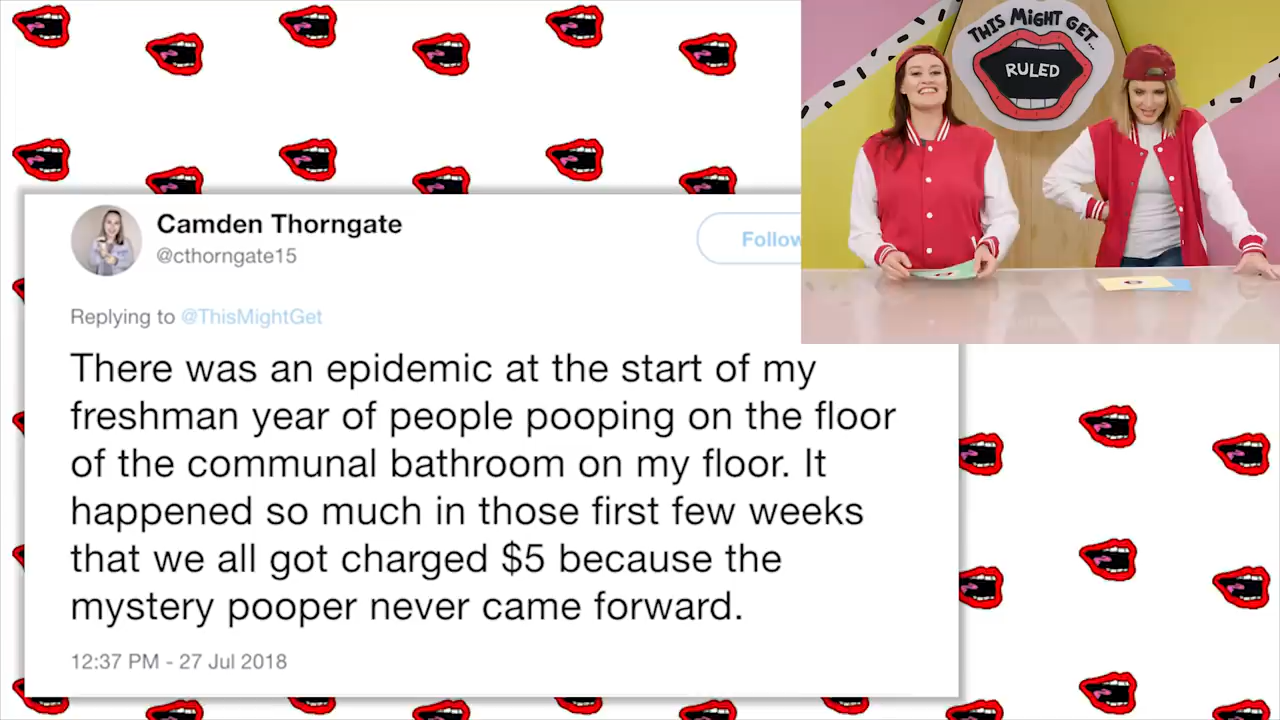 THIS MiGHT GET...
RULED
Camden Thorngate
@cthorngate15
Follow
Replying to @ThisMightGet
There was an epidemic at the start of my
freshman year of people pooping on the floor
of the communal bathroom on my floor. It
happened so much in those first few weeks
that we all got charged $5 because the
mystery pooper never came forward.
12:37 PM - 27 Jul 2018